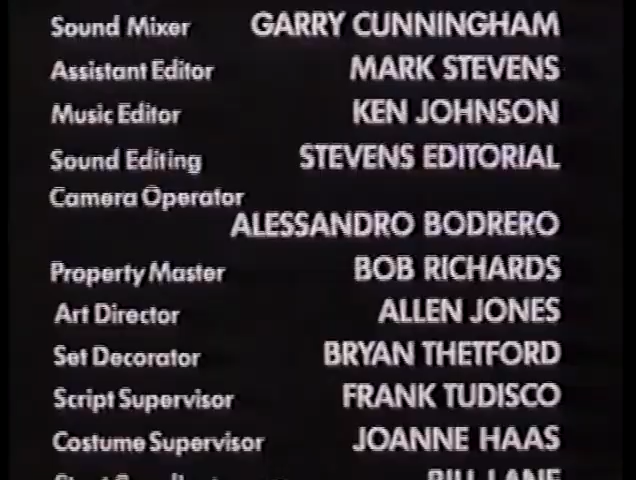 Sound Mixer GARRY CUNNINGHAM
Assistant Editor MARK STEVENS
Music Editor KEN JOHNSON
Sound Editing STEVENS EDITORIAL
Camera Operator
ALESSANDRO BODRERO
Property Master BOB RICHARDS
Art Director ALLEN JONES
Set Decorator BRYAN THETFORD
Script Supervisor FRANK TUDISCO
Costume Supervisor JOANNE HAAS
BILL LANE